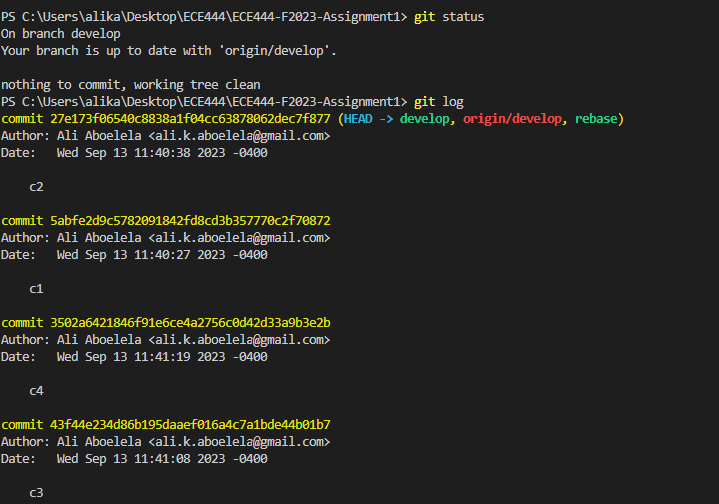 PS C:\Users\alika\Desktop\ECE444\ECE444-F2023-Assignment1> git status
On branch develop
Your branch is up to date with 'origin/develop'.
nothing to commit, working tree clean
PS C:\Users\alika\Desktop\ECE444\ECE444-F2023-Assignment1> git log
commit 27e173f06540c8838a1f04cc63878062dec7f877 (HEAD -> develop, origin/develop, rebase)
Author: Ali Aboelela <ali.k.aboelela@gmail.com>
Date:   Wed Sep 13 11:40:38 2023 -0400
    c2
commit 5abfe2d9c5782091842fd8cd3b357770c2f70872
Author: Ali Aboelela <ali.k.aboelela@gmail.com>
Date:   Wed Sep 13 11:40:27 2023 -0400
    c1
commit 3502a6421846f91e6ce4a2756c0d42d33a9b3e2b
Author: Ali Aboelela <ali.k.aboelela@gmail.com>
Date:   Wed Sep 13 11:41:19 2023 -0400
    c4
commit 43f44e234d86b195daaef016a4c7a1bde44b01b7
Author: Ali Aboelela <ali.k.aboelela@gmail.com>
Date:   Wed Sep 13 11:41:08 2023 -0400
    c3